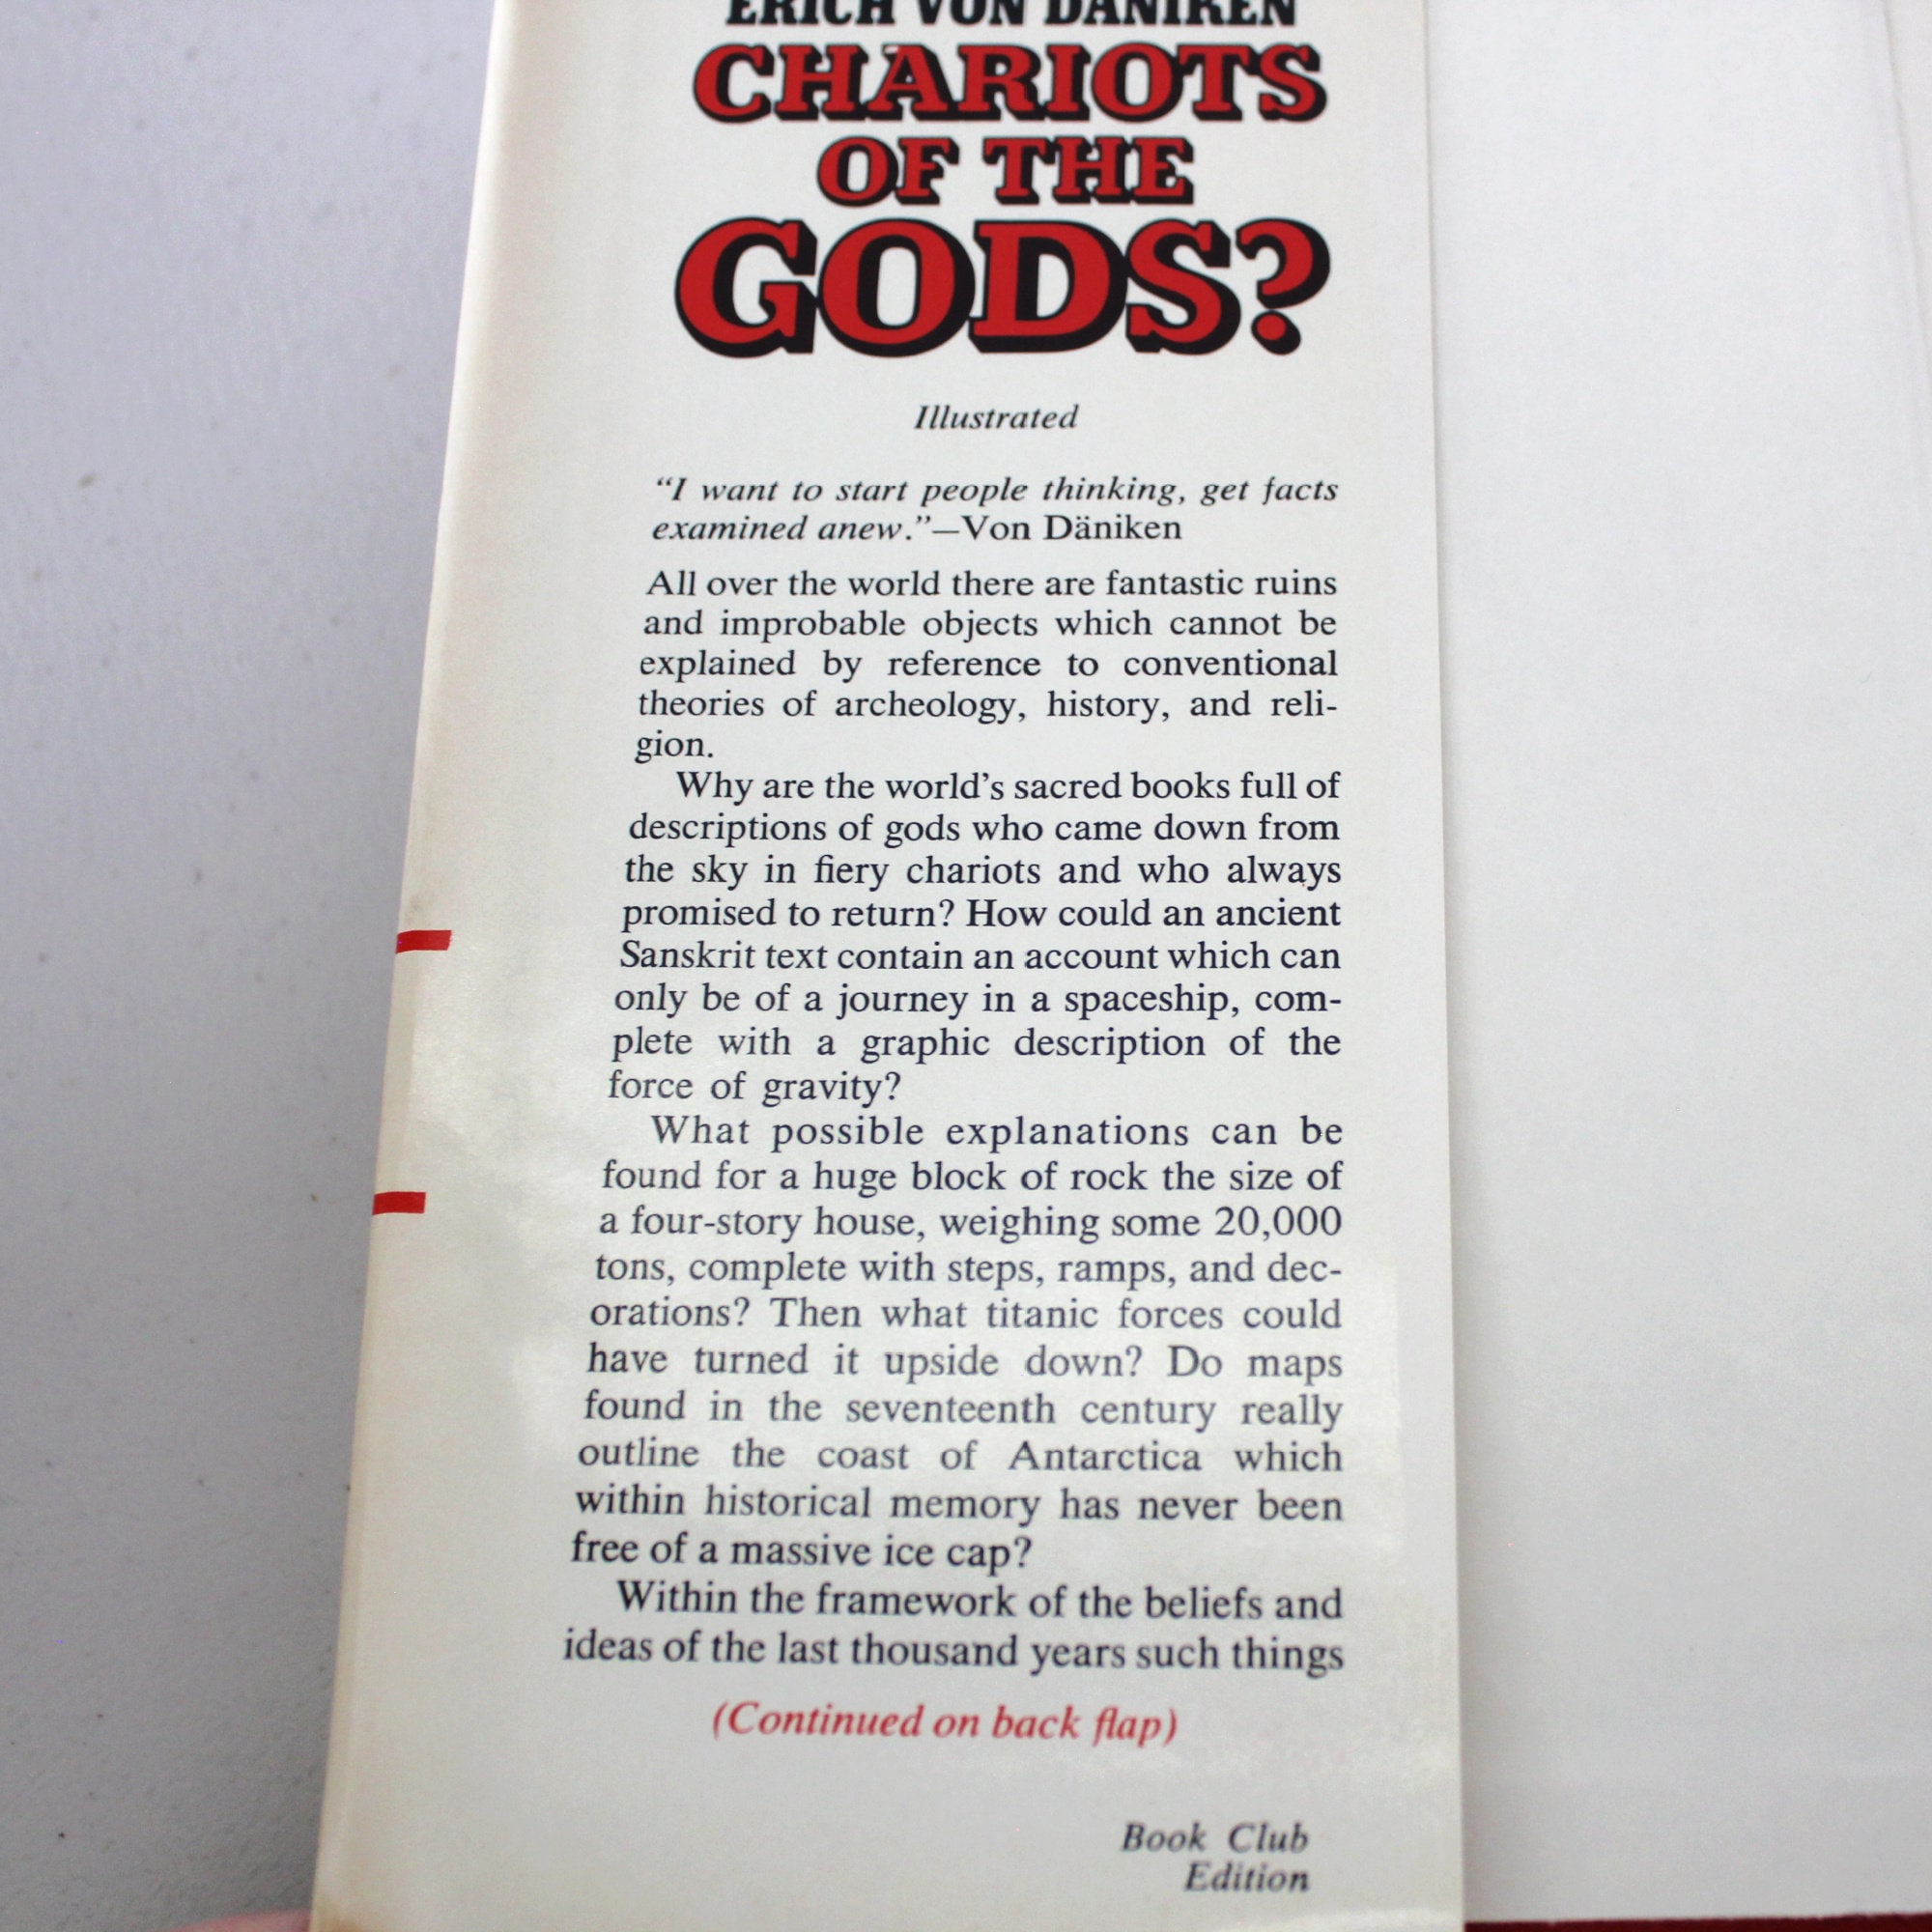 ERICH VON DÄNIKEN
CHARIOTS
OF THE
GODS?
Illustrated
“I want to start people thinking, get facts
examined anew.”—Von Däniken
All over the world there are fantastic ruins
and improbable objects which cannot be
explained by reference to conventional
theories of archeology, history, and reli-
gion.
Why are the world’s sacred books full of
descriptions of gods who came down from
the sky in fiery chariots and who always
promised to return? How could an ancient
Sanskrit text contain an account which can
only be of a journey in a spaceship, com-
plete with a graphic description of the
force of gravity?
What possible explanations can be
found for a huge block of rock the size of
a four-story house, weighing some 20,000
tons, complete with steps, ramps, and dec-
orations? Then what titanic forces could
have turned it upside down? Do maps
found in the seventeenth century really
outline the coast of Antarctica which
within historical memory has never been
free of a massive ice cap?
Within the framework of the beliefs and
ideas of the last thousand years such things
(Continued on back flap)
Book Club
Edition